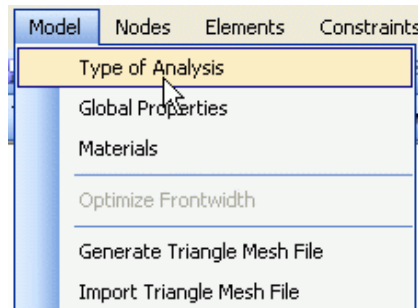 Model Nodes Elements Constraints
Type of Analysis
Global Properties
Materials
Optimize Frontwidth
Generate Triangle Mesh File
Import Triangle Mesh File